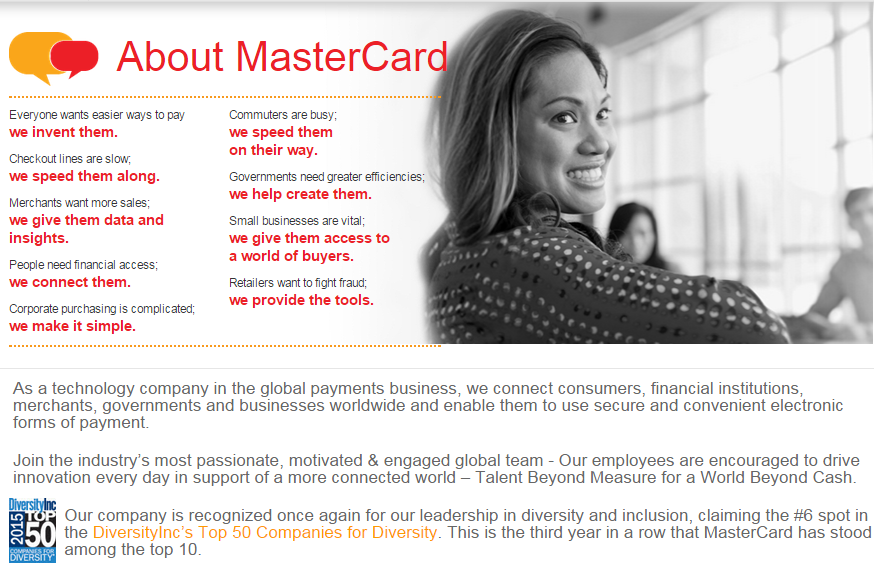 About MasterCard
Everyone wants easier ways to pay
we invent them.
Checkout lines are slow;
we speed them along.
Merchants want more sales;
we give them data and
insights.
People need financial access;
we connect them.
Corporate purchasing is complicated;
we make it simple.
Commuters are busy;
we speed them
on their way.
Governments need greater efficiencies;
we help create them.
Small businesses are vital;
we give them access to
a world of buyers.
Retailers want to fight fraud;
we provide the tools.
As a technology company in the global payments business, we connect consumers, financial institutions,
merchants, governments and businesses worldwide and enable them to use secure and convenient electronic
forms of payment.
Join the industry’s most passionate, motivated & engaged global team - Our employees are encouraged to drive
innovation every day in support of a more connected world – Talent Beyond Measure for a World Beyond Cash.
DiversityInc
2015
TOP
50
COMPANIES FOR
DIVERSITY
Our company is recognized once again for our leadership in diversity and inclusion, claiming the #6 spot in
the DiversityInc’s Top 50 Companies for Diversity. This is the third year in a row that MasterCard has stood
among the top 10.